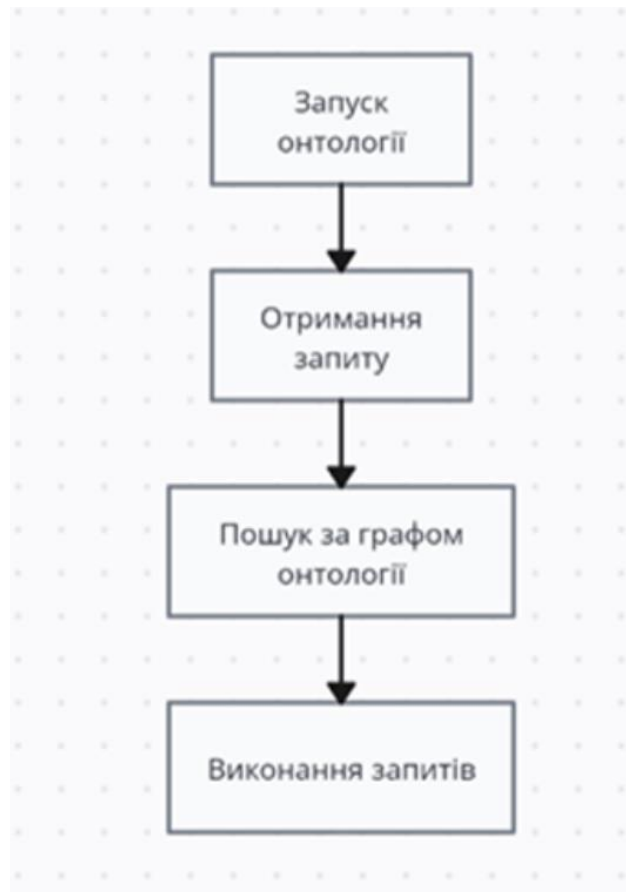 Запуск
онтології
Отримання
запиту
Пошук за графом
онтології
Виконання запитів